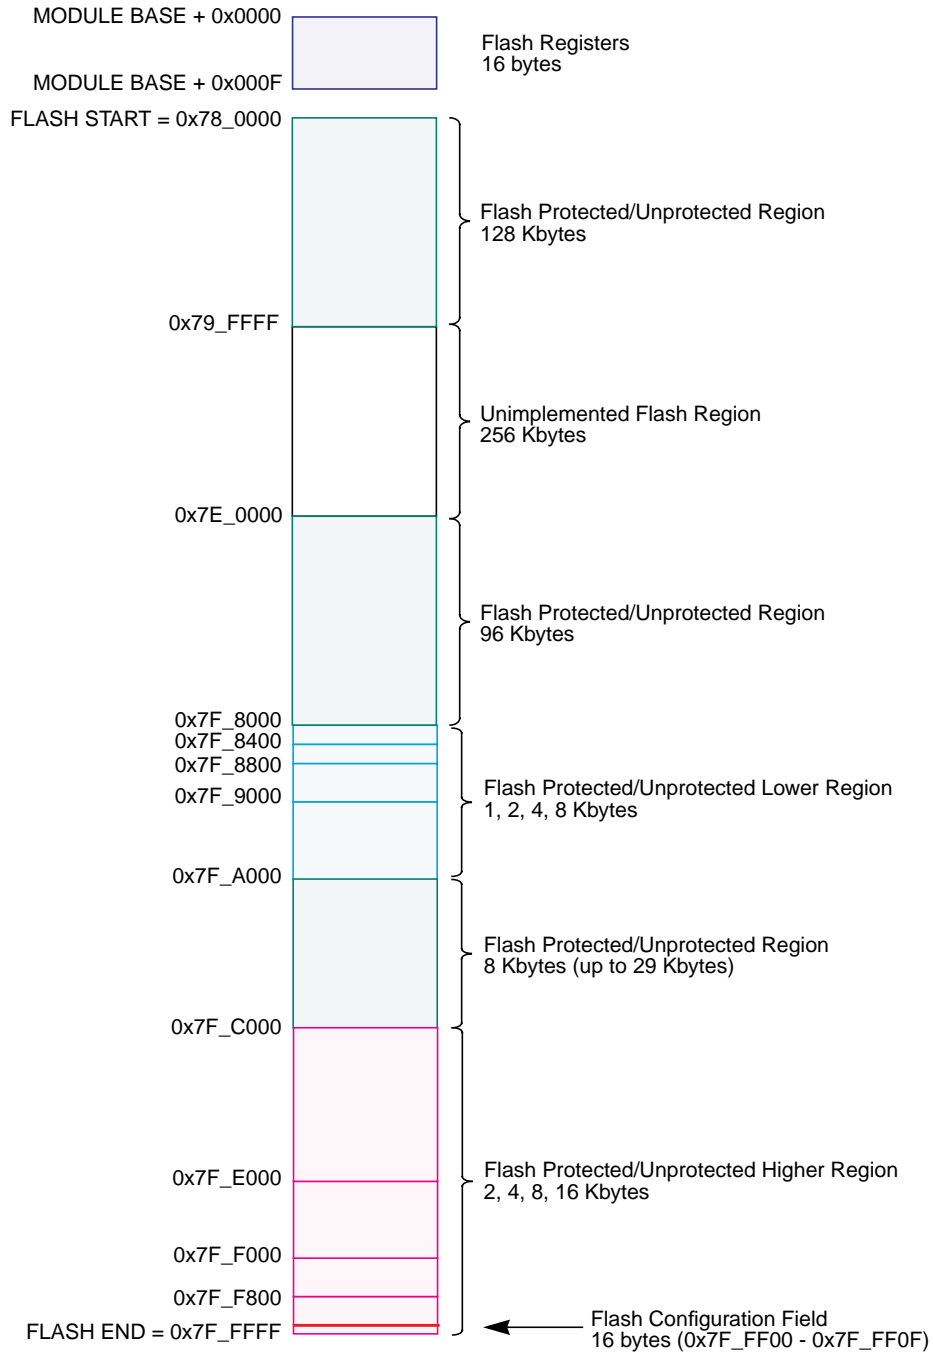 MODULE BASE + 0x0000
Flash Registers
16 bytes
MODULE BASE + 0x000F
FLASH START = 0x78_0000
Flash Protected/Unprotected Region
128 Kbytes
0x79_FFFF
Unimplemented Flash Region
256 Kbytes
0x7E_0000
Flash Protected/Unprotected Region
96 Kbytes
0x7F_8000
0x7F_8400
0x7F_8800
0x7F_9000
Flash Protected/Unprotected Lower Region
1, 2, 4, 8 Kbytes
0x7F_A000
Flash Protected/Unprotected Region
8 Kbytes (up to 29 Kbytes)
0x7F_C000
Flash Protected/Unprotected Higher Region
2, 4, 8, 16 Kbytes
0x7F_E000
0x7F_F000
0x7F_F800
FLASH END = 0x7F_FFFF
Flash Configuration Field
16 bytes (0x7F_FF00 - 0x7F_FF0F)